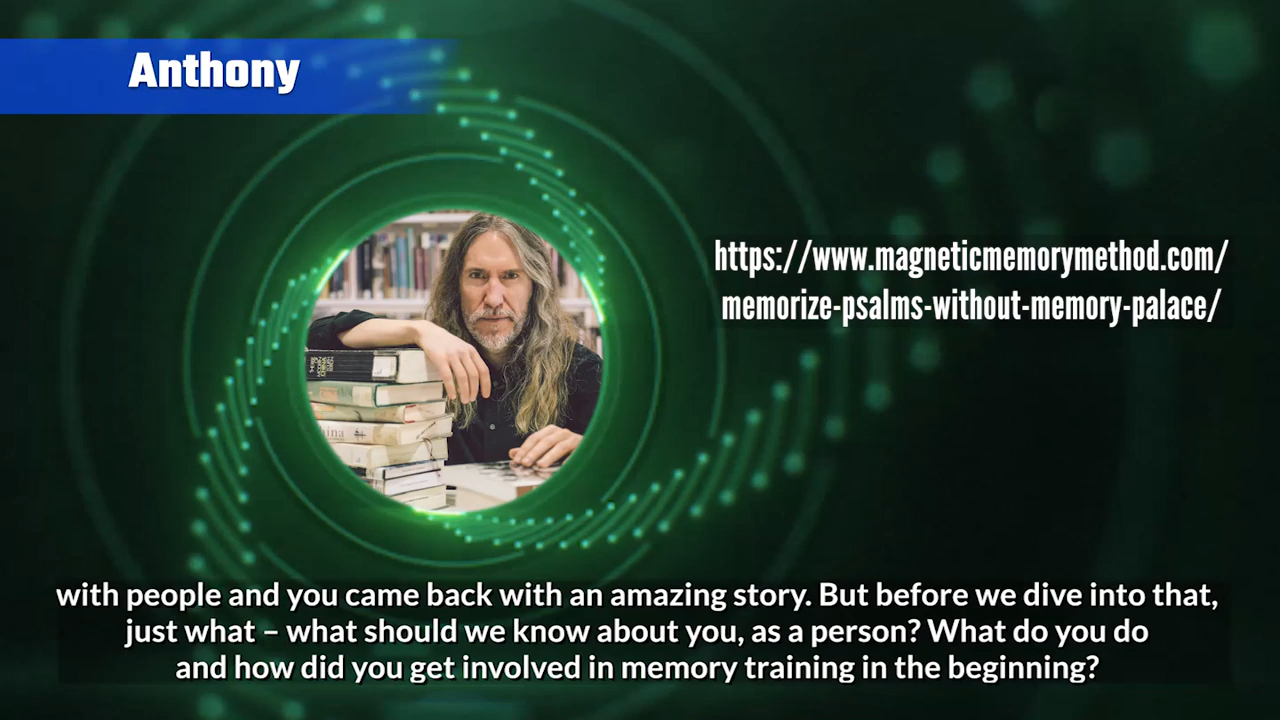 Anthony
https://www.magneticmemorymethod.com/
memorize-psalms-without-memory-palace/
with people and you came back with an amazing story. But before we dive into that,
just what – what should we know about you, as a person? What do you do
and how did you get involved in memory training in the beginning?